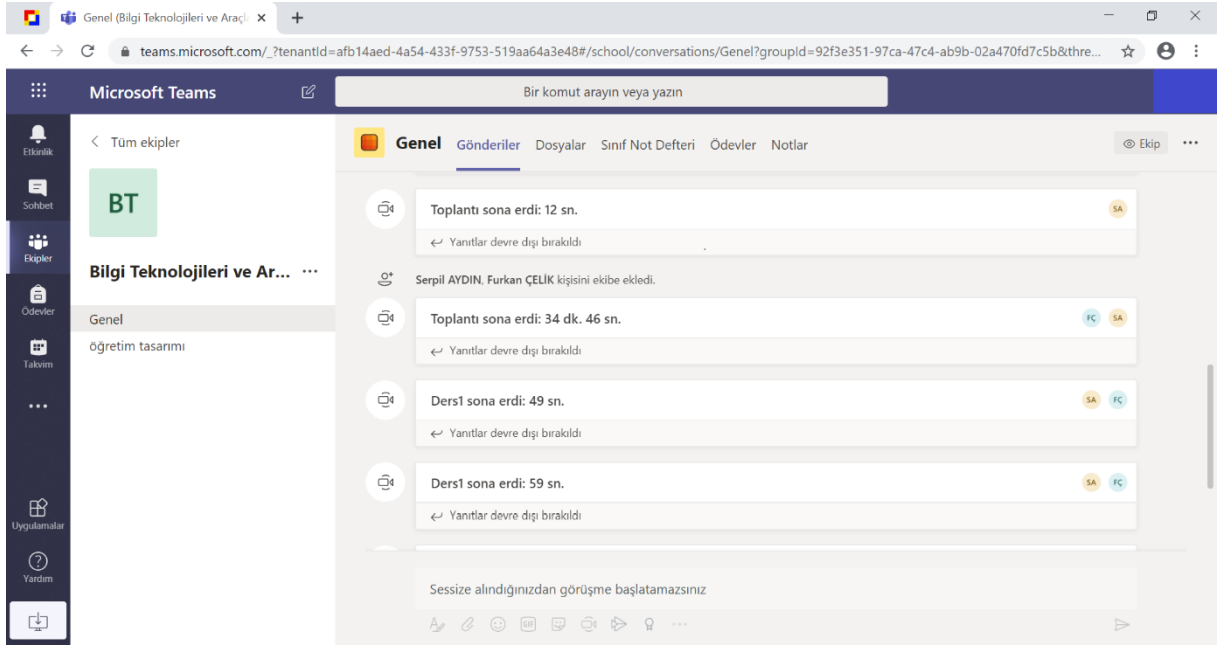 Genel (Bilgi Teknolojileri ve Araçla
teams.microsoft.com/_?tenantId=afb14aed-4a54-433f-9753-519aa64a3e48#/school/conversations/Genel?groupId=92f3e351-97ca-47c4-ab9b-02a470fd7c5b&thre...
Microsoft Teams
Bir komut arayın veya yazın
Etkinlik
Sohbet
Ekipler
Ödevler
Takvim
Uygulamalar
Yardım
Tüm ekipler
BT
Bilgi Teknolojileri ve Ar... ...
Genel
öğretim tasarımı
Genel Gönderiler Dosyalar Sınıf Not Defteri Ödevler Notlar
Ekip ...
Toplantı sona erdi: 12 sn. SA
Yanıtlar devre dışı bırakıldı
Serpil AYDIN, Furkan ÇELİK kişisini ekibe ekledi.
Toplantı sona erdi: 34 dk. 46 sn. FÇ SA
Yanıtlar devre dışı bırakıldı
Ders1 sona erdi: 49 sn. SA FÇ
Yanıtlar devre dışı bırakıldı
Ders1 sona erdi: 59 sn. SA FÇ
Yanıtlar devre dışı bırakıldı
Sessize alındığınızdan görüşme başlatamazsınız
GIF